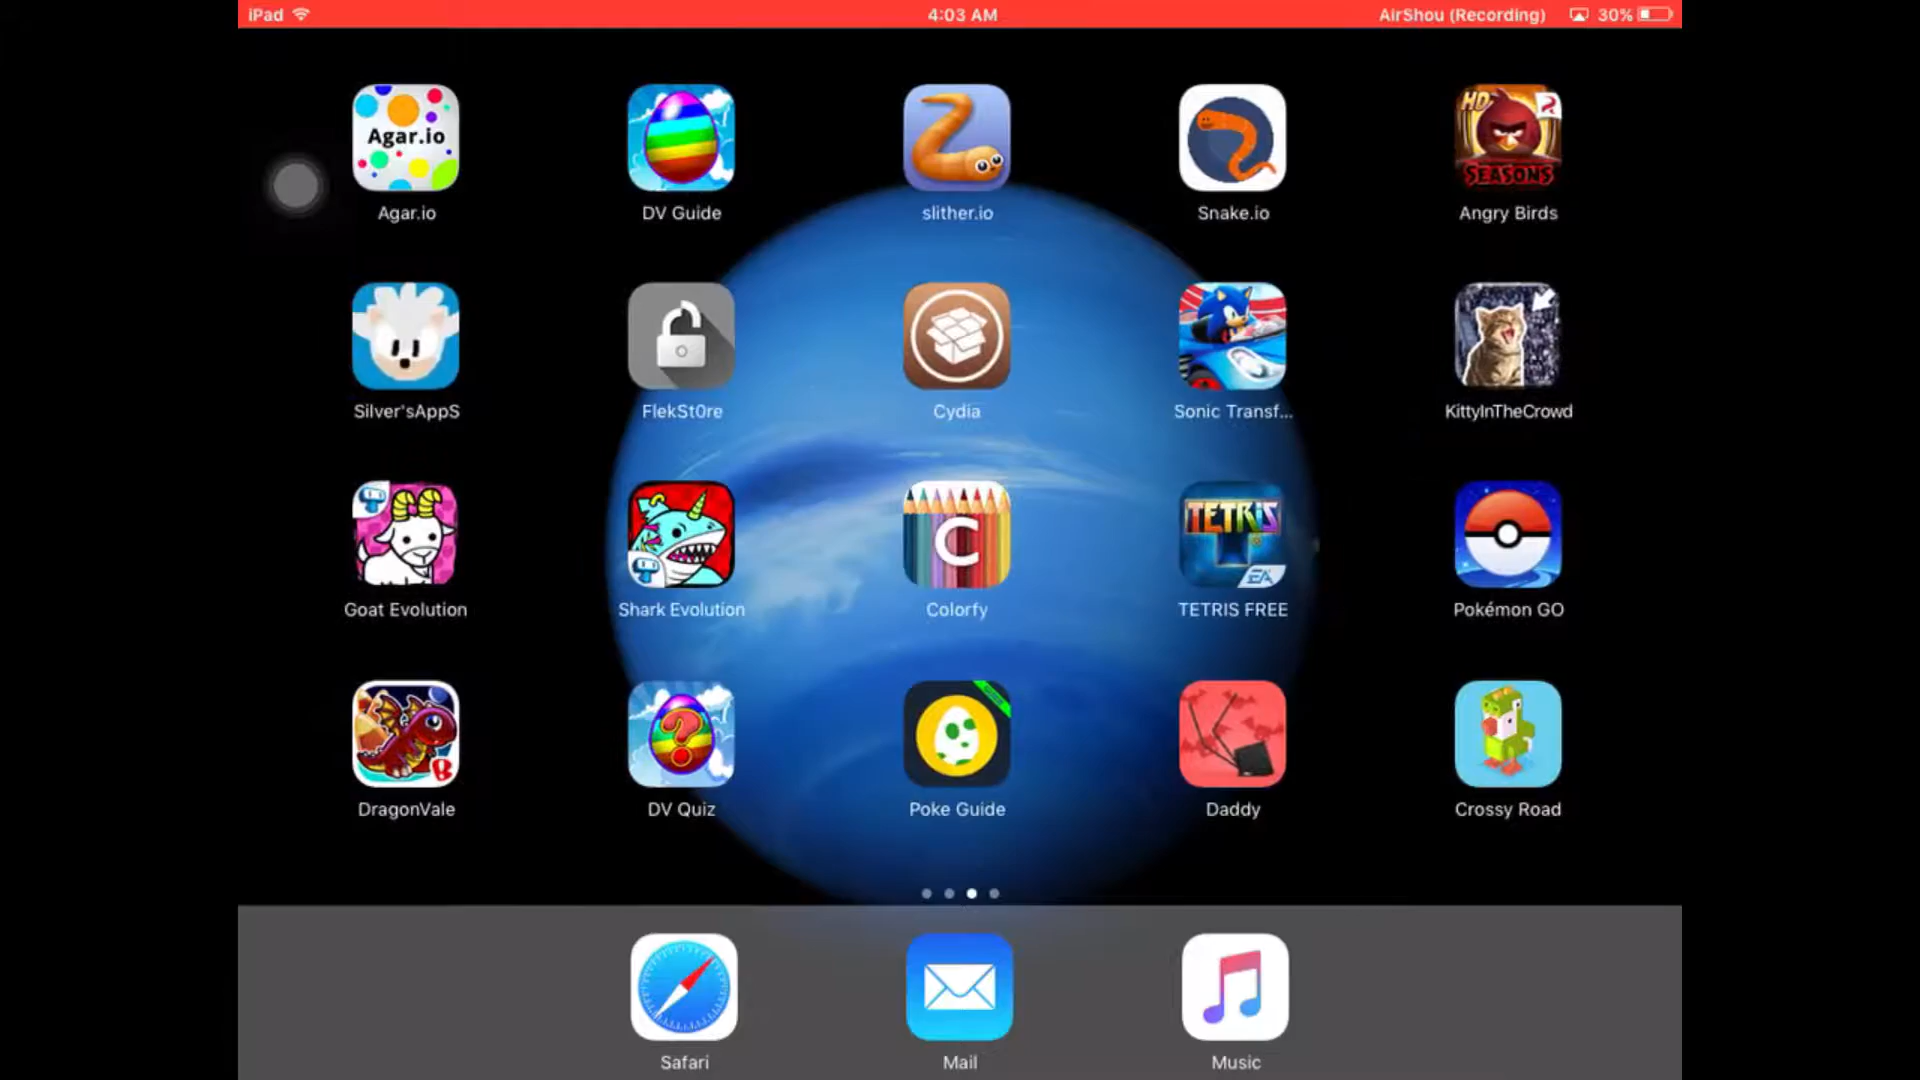 iPad 4:03 AM AirShou (Recording) 30%
Agar.io
HD
SEASONS
Agar.io DV Guide slither.io Snake.io Angry Birds
Silver'sAppS FlekSt0re Cydia Sonic Transf... KittyInTheCrowd
C
TETRIS
EA
Goat Evolution Shark Evolution Colorfy TETRIS FREE Pokémon GO
B
?
DragonVale DV Quiz Poke Guide Daddy Crossy Road
Safari Mail Music